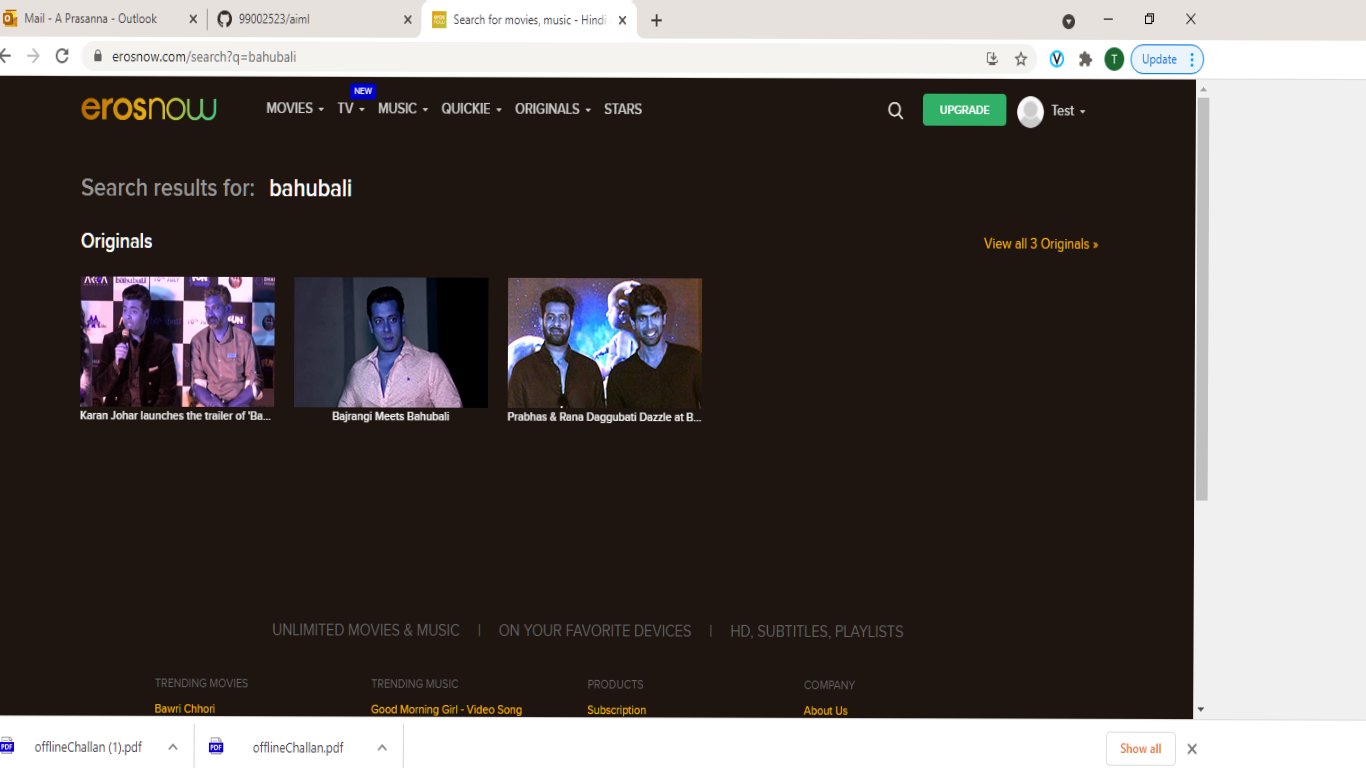 Mail - A Prasanna - Outlook
99002523/aiml
Search for movies, music - Hindi
erosnow.com/search?q=bahubali
T
Update
erosnow
MOVIES
TV
NEW
MUSIC
QUICKIE
ORIGINALS
STARS
UPGRADE
Test
Search results for: bahubali
Originals
View all 3 Originals »
Karan Johar launches the trailer of 'Ba...
Bajrangi Meets Bahubali
Prabhas & Rana Daggubati Dazzle at B...
UNLIMITED MOVIES & MUSIC | ON YOUR FAVORITE DEVICES | HD, SUBTITLES, PLAYLISTS
TRENDING MOVIES
Bawri Chhori
TRENDING MUSIC
Good Morning Girl - Video Song
PRODUCTS
Subscription
COMPANY
About Us
PDF
offlineChallan (1).pdf
PDF
offlineChallan.pdf
Show all